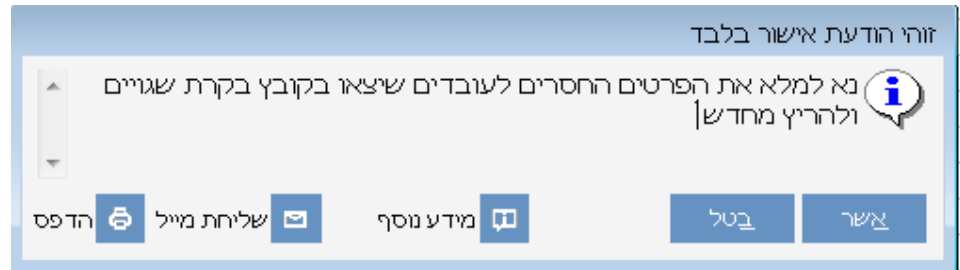 זוהי הודעת אישור בלבד
נא למלא את הפרטים החסרים לעובדים שיצאו בקובץ בקרת שגויים
ולהריץ מחדש
אשר בטל מידע נוסף שליחת מייל הדפס